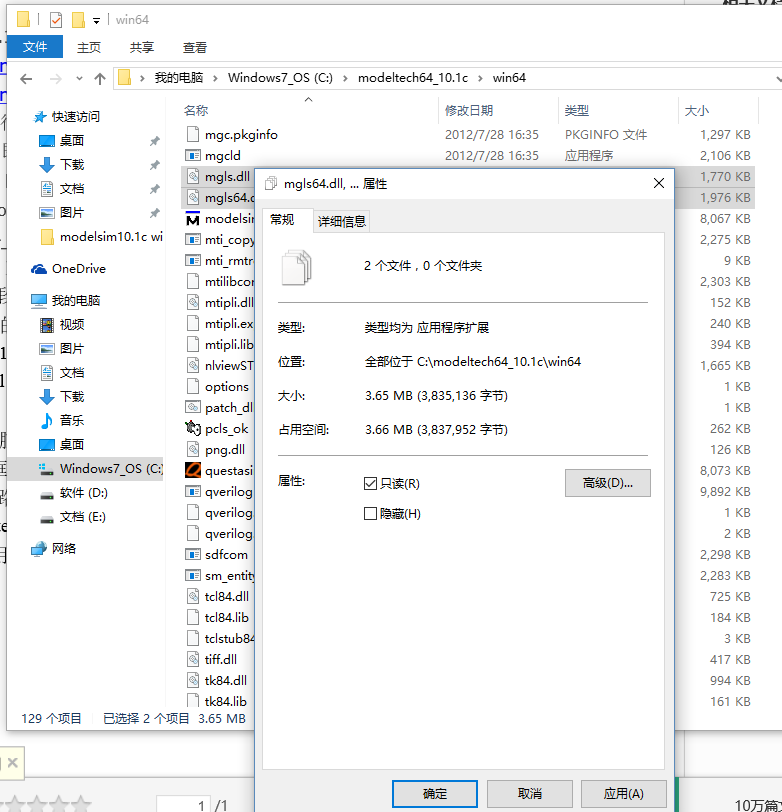 win64
文件 主页 共享 查看
我的电脑 Windows7_OS (C:) modeltech64_10.1c win64
快速访问
桌面
下载
文档
图片
modelsim10.1c wi
OneDrive
我的电脑
视频
图片
文档
下载
音乐
桌面
Windows7_OS (C:)
软件 (D:)
文档 (E:)
网络
名称 修改日期 类型 大小
mgc.pkginfo 2012/7/28 16:35 PKGINFO 文件 1,297 KB
mgcld 2012/7/28 16:35 应用程序 2,106 KB
mgls.dll 1,770 KB
mgls64.d 1,976 KB
modelsin 8,067 KB
mti_copy 2,275 KB
mti_rmtr 9 KB
mtilibcor 2,303 KB
mtipli.dll 152 KB
mtipli.ex 240 KB
mtipli.lib 394 KB
nlviewST 1,665 KB
options 1 KB
patch_dl 1 KB
pcls_ok 262 KB
png.dll 126 KB
questasi 8,073 KB
qverilog 9,892 KB
qverilog. 1 KB
qverilog. 2 KB
sdfcom 2,298 KB
sm_entity 2,283 KB
tcl84.dll 725 KB
tcl84.lib 184 KB
tclstub84 3 KB
tiff.dll 417 KB
tk84.dll 994 KB
tk84.lib 161 KB
129 个项目 已选择 2 个项目 3.65 MB
mgls64.dll, ... 属性
常规 详细信息
2 个文件，0 个文件夹
类型: 类型均为 应用程序扩展
位置: 全部位于 C:\modeltech64_10.1c\win64
大小: 3.65 MB (3,835,136 字节)
占用空间: 3.66 MB (3,837,952 字节)
属性: 只读(R) 高级(D)...
隐藏(H)
确定 取消 应用(A)
1 /1
10万篇